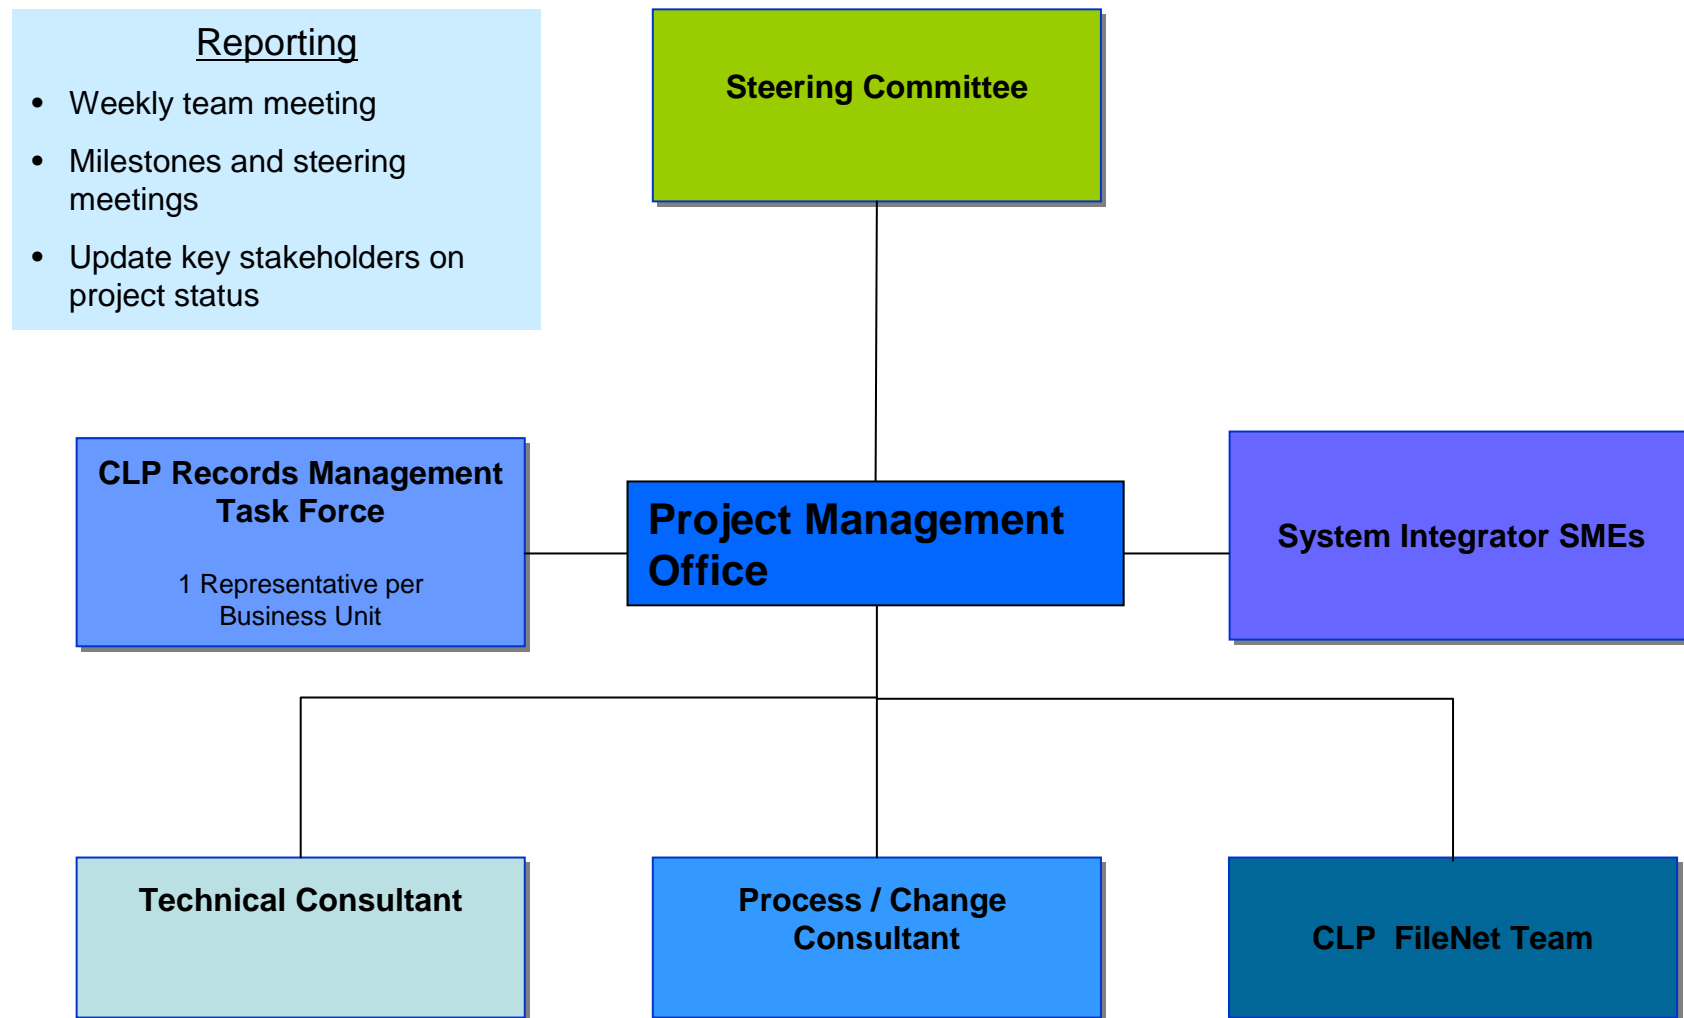 Reporting
• Weekly team meeting
• Milestones and steering
meetings
• Update key stakeholders on
project status
Steering Committee
CLP Records Management
Task Force
1 Representative per
Business Unit
Project Management
Office
System Integrator SMEs
Technical Consultant
Process / Change
Consultant
CLP  FileNet Team